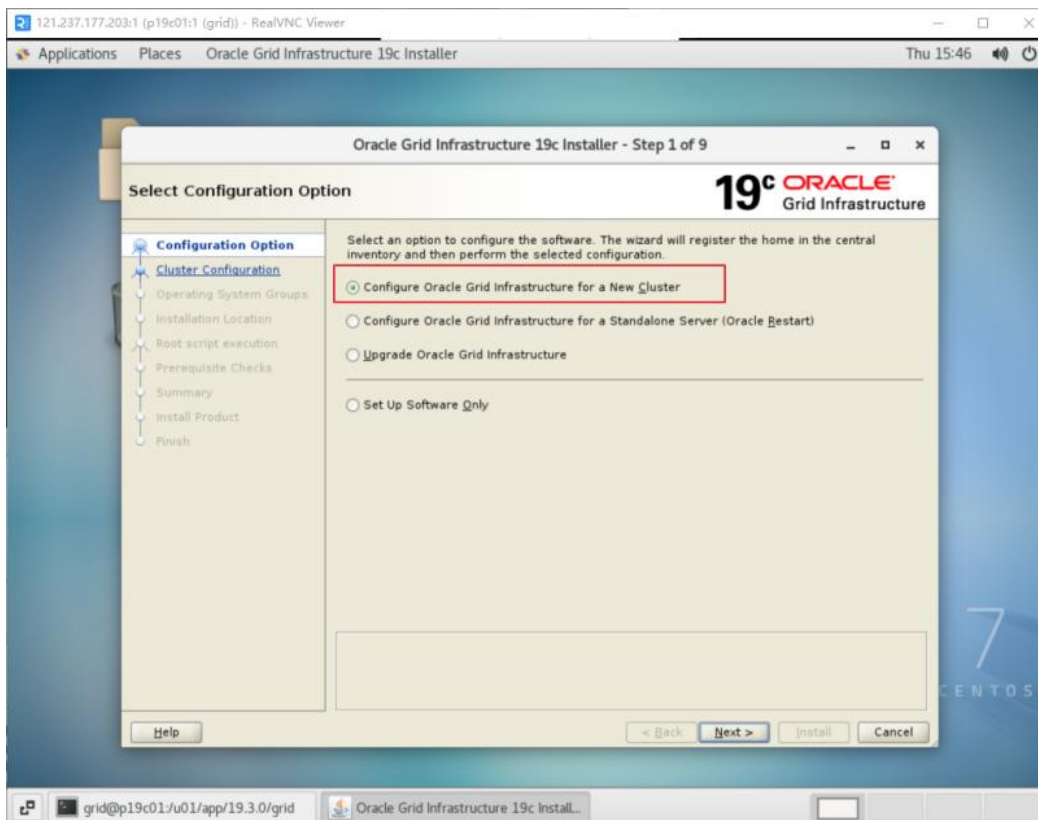 121.237.177.203:1 (p19c01:1 (grid)) - RealVNC Viewer
Applications Places Oracle Grid Infrastructure 19c Installer Thu 15:46
Oracle Grid Infrastructure 19c Installer - Step 1 of 9
Select Configuration Option
19c ORACLE
Grid Infrastructure
Configuration Option
Cluster Configuration
Operating System Groups
Installation Location
Root script execution
Prerequisite Checks
Summary
Install Product
Finish
Select an option to configure the software. The wizard will register the home in the central
inventory and then perform the selected configuration.
Configure Oracle Grid Infrastructure for a New Cluster
Configure Oracle Grid Infrastructure for a Standalone Server (Oracle Restart)
Upgrade Oracle Grid Infrastructure
Set Up Software Only
7
CENTOS
Help < Back Next > Install Cancel
grid@p19c01:/u01/app/19.3.0/grid Oracle Grid Infrastructure 19c Install...